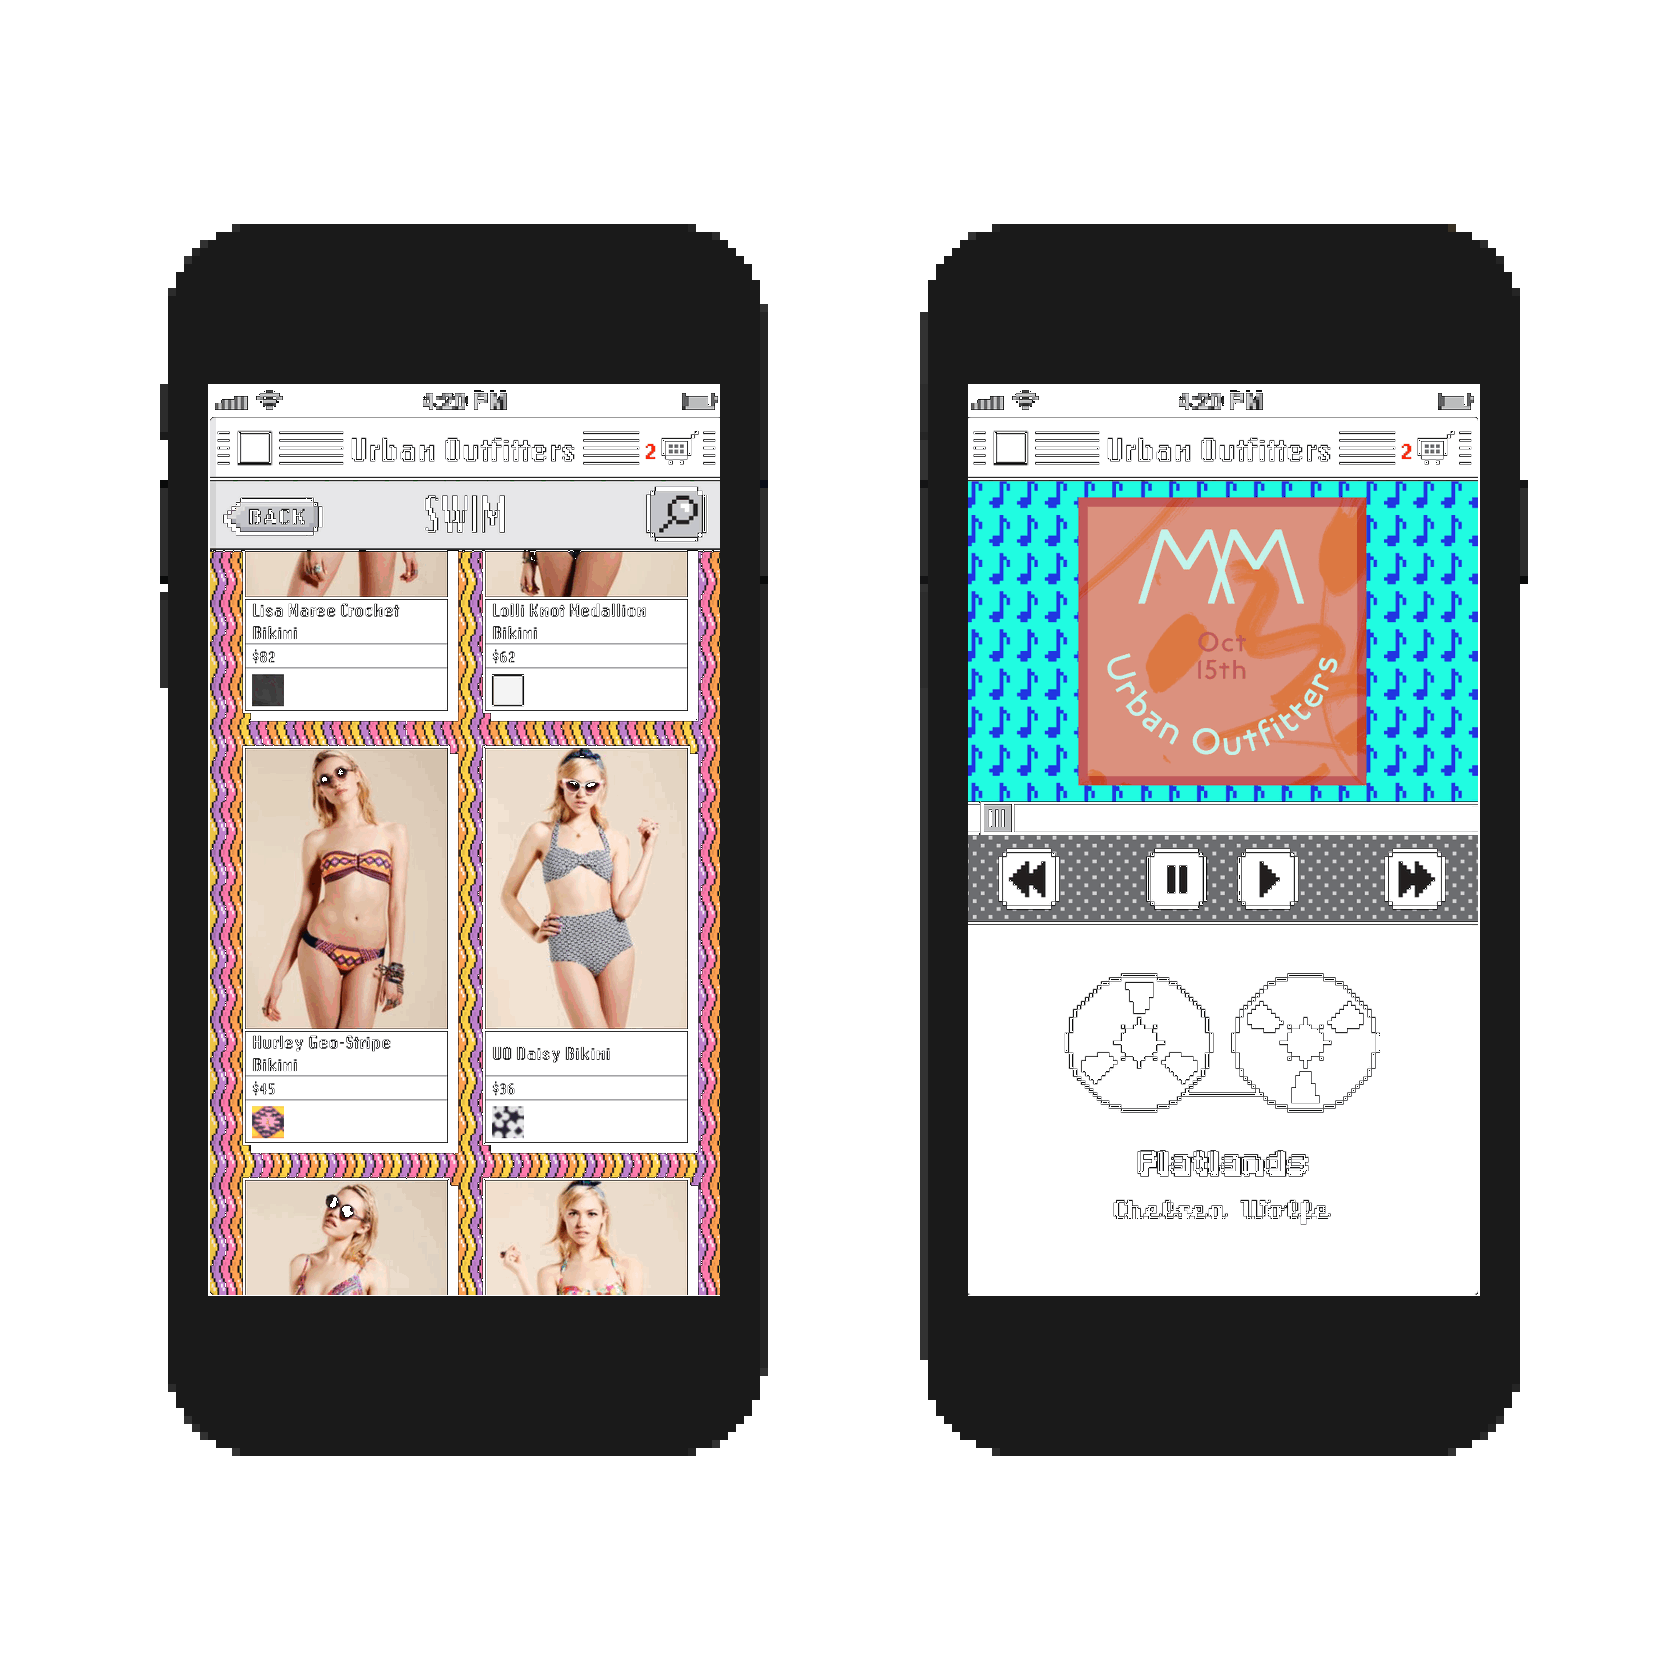 4:20 PM
Urban Outfitters
2
BACK
SWIM
Lisa Maree Crochet
Bikini
$82
Lolli Knot Medallion
Bikini
$62
Hurley Geo-Stripe
Bikini
$45
UO Daisy Bikini
$36
4:20 PM
Urban Outfitters
2
MM
Oct
15th
Urban Outfitters
Flatlands
Chelsea Wolfe